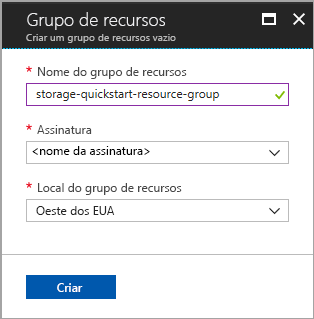 Grupo de recursos
Criar um grupo de recursos vazio
* Nome do grupo de recursos
storage-quickstart-resource-group
* Assinatura
<nome da assinatura>
* Local do grupo de recursos
Oeste dos EUA
Criar